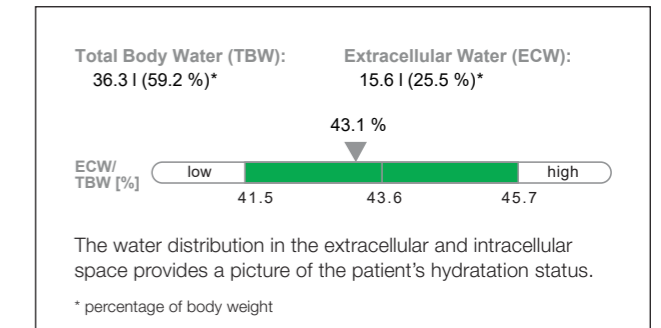 Total Body Water (TBW): Extracellular Water (ECW):
36.3 l (59.2 %)* 15.6 l (25.5 %)*
43.1 %
ECW/
TBW [%]
low high
41.5 43.6 45.7
The water distribution in the extracellular and intracellular
space provides a picture of the patient's hydratation status.
* percentage of body weight